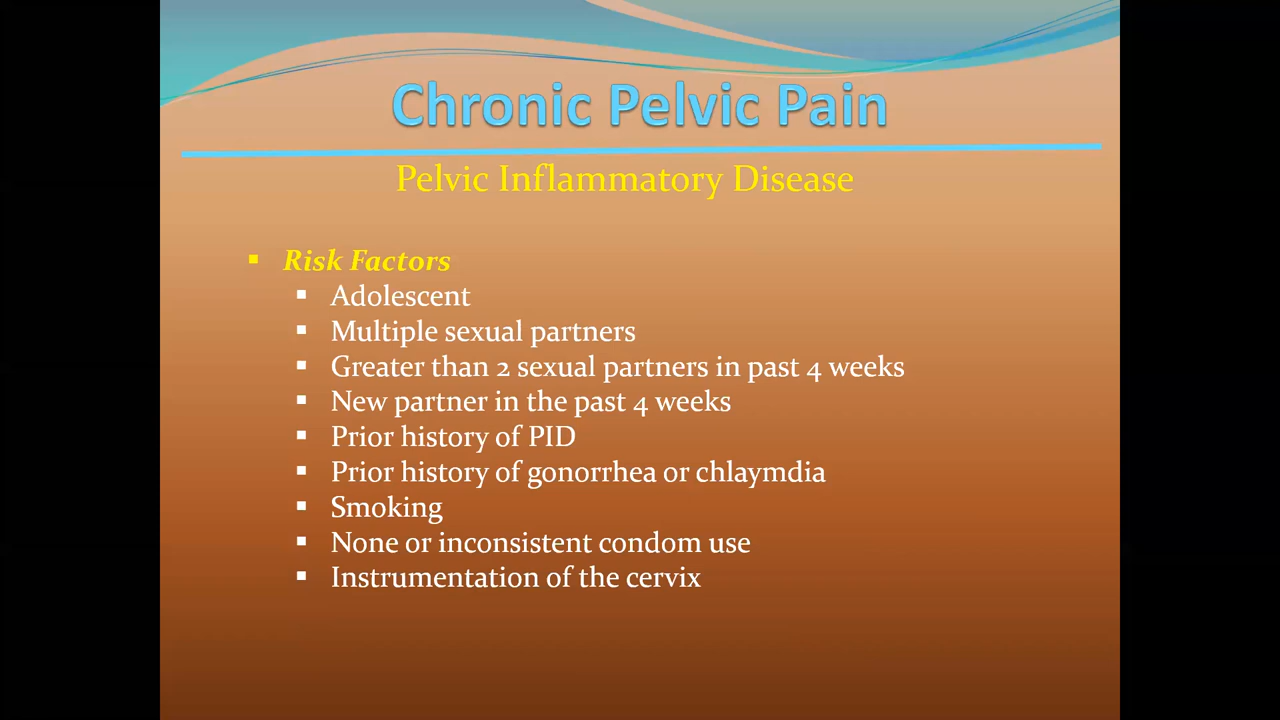 Chronic Pelvic Pain
Pelvic Inflammatory Disease
▪ Risk Factors
▪ Adolescent
▪ Multiple sexual partners
▪ Greater than 2 sexual partners in past 4 weeks
▪ New partner in the past 4 weeks
▪ Prior history of PID
▪ Prior history of gonorrhea or chlaymdia
▪ Smoking
▪ None or inconsistent condom use
▪ Instrumentation of the cervix